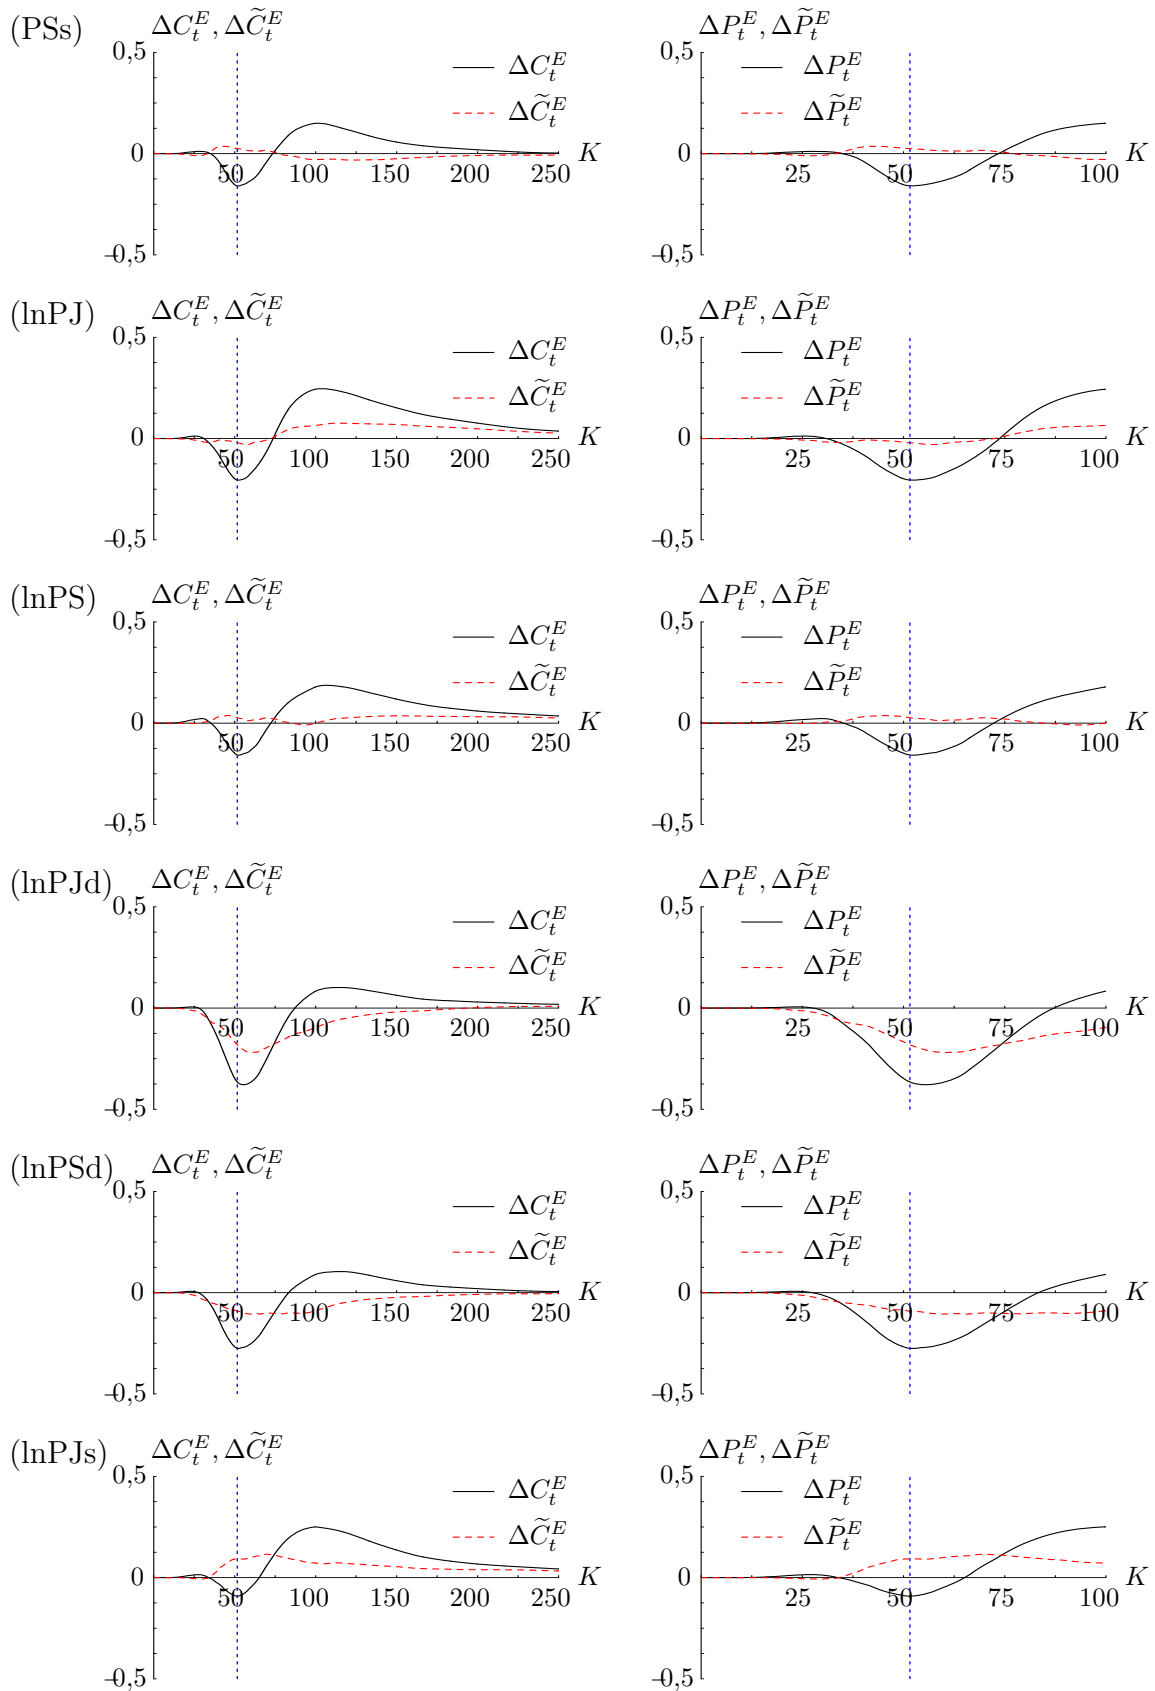 (PSs) ΔC_t^E, ΔC̃_t^E ΔP_t^E, ΔP̃_t^E
0,5 ΔC_t^E 0,5 ΔP_t^E
ΔC̃_t^E ΔP̃_t^E
0 K 0 K
50 100 150 200 250 25 50 75 100
–0,5 –0,5
(lnPJ) ΔC_t^E, ΔC̃_t^E ΔP_t^E, ΔP̃_t^E
0,5 ΔC_t^E 0,5 ΔP_t^E
ΔC̃_t^E ΔP̃_t^E
0 K 0 K
50 100 150 200 250 25 50 75 100
–0,5 –0,5
(lnPS) ΔC_t^E, ΔC̃_t^E ΔP_t^E, ΔP̃_t^E
0,5 ΔC_t^E 0,5 ΔP_t^E
ΔC̃_t^E ΔP̃_t^E
0 K 0 K
50 100 150 200 250 25 50 75 100
–0,5 –0,5
(lnPJd) ΔC_t^E, ΔC̃_t^E ΔP_t^E, ΔP̃_t^E
0,5 ΔC_t^E 0,5 ΔP_t^E
ΔC̃_t^E ΔP̃_t^E
0 K 0 K
50 100 150 200 250 25 50 75 100
–0,5 –0,5
(lnPSd) ΔC_t^E, ΔC̃_t^E ΔP_t^E, ΔP̃_t^E
0,5 ΔC_t^E 0,5 ΔP_t^E
ΔC̃_t^E ΔP̃_t^E
0 K 0 K
50 100 150 200 250 25 50 75 100
–0,5 –0,5
(lnPJs) ΔC_t^E, ΔC̃_t^E ΔP_t^E, ΔP̃_t^E
0,5 ΔC_t^E 0,5 ΔP_t^E
ΔC̃_t^E ΔP̃_t^E
0 K 0 K
50 100 150 200 250 25 50 75 100
–0,5 –0,5